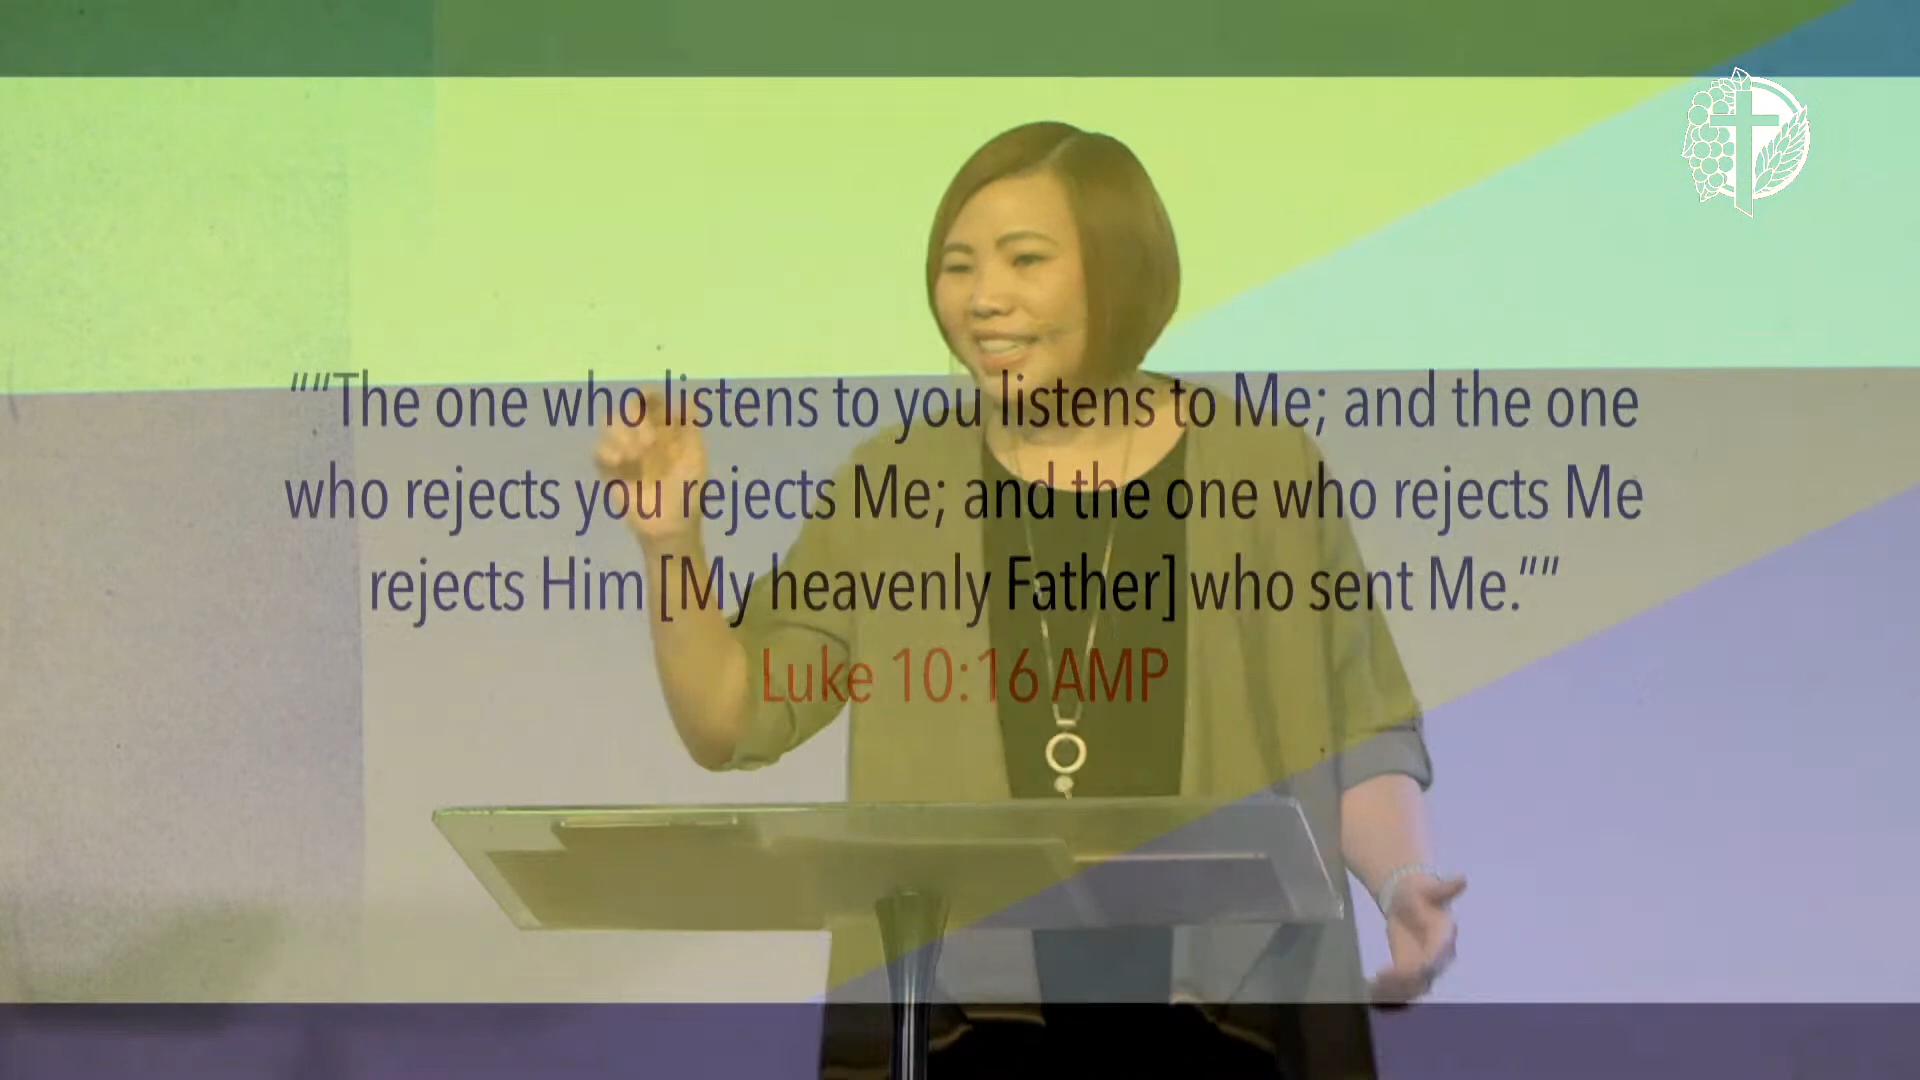 ““The one who listens to you listens to Me; and the one
who rejects you rejects Me; and the one who rejects Me
rejects Him [My heavenly Father] who sent Me.””
Luke 10:16 AMP